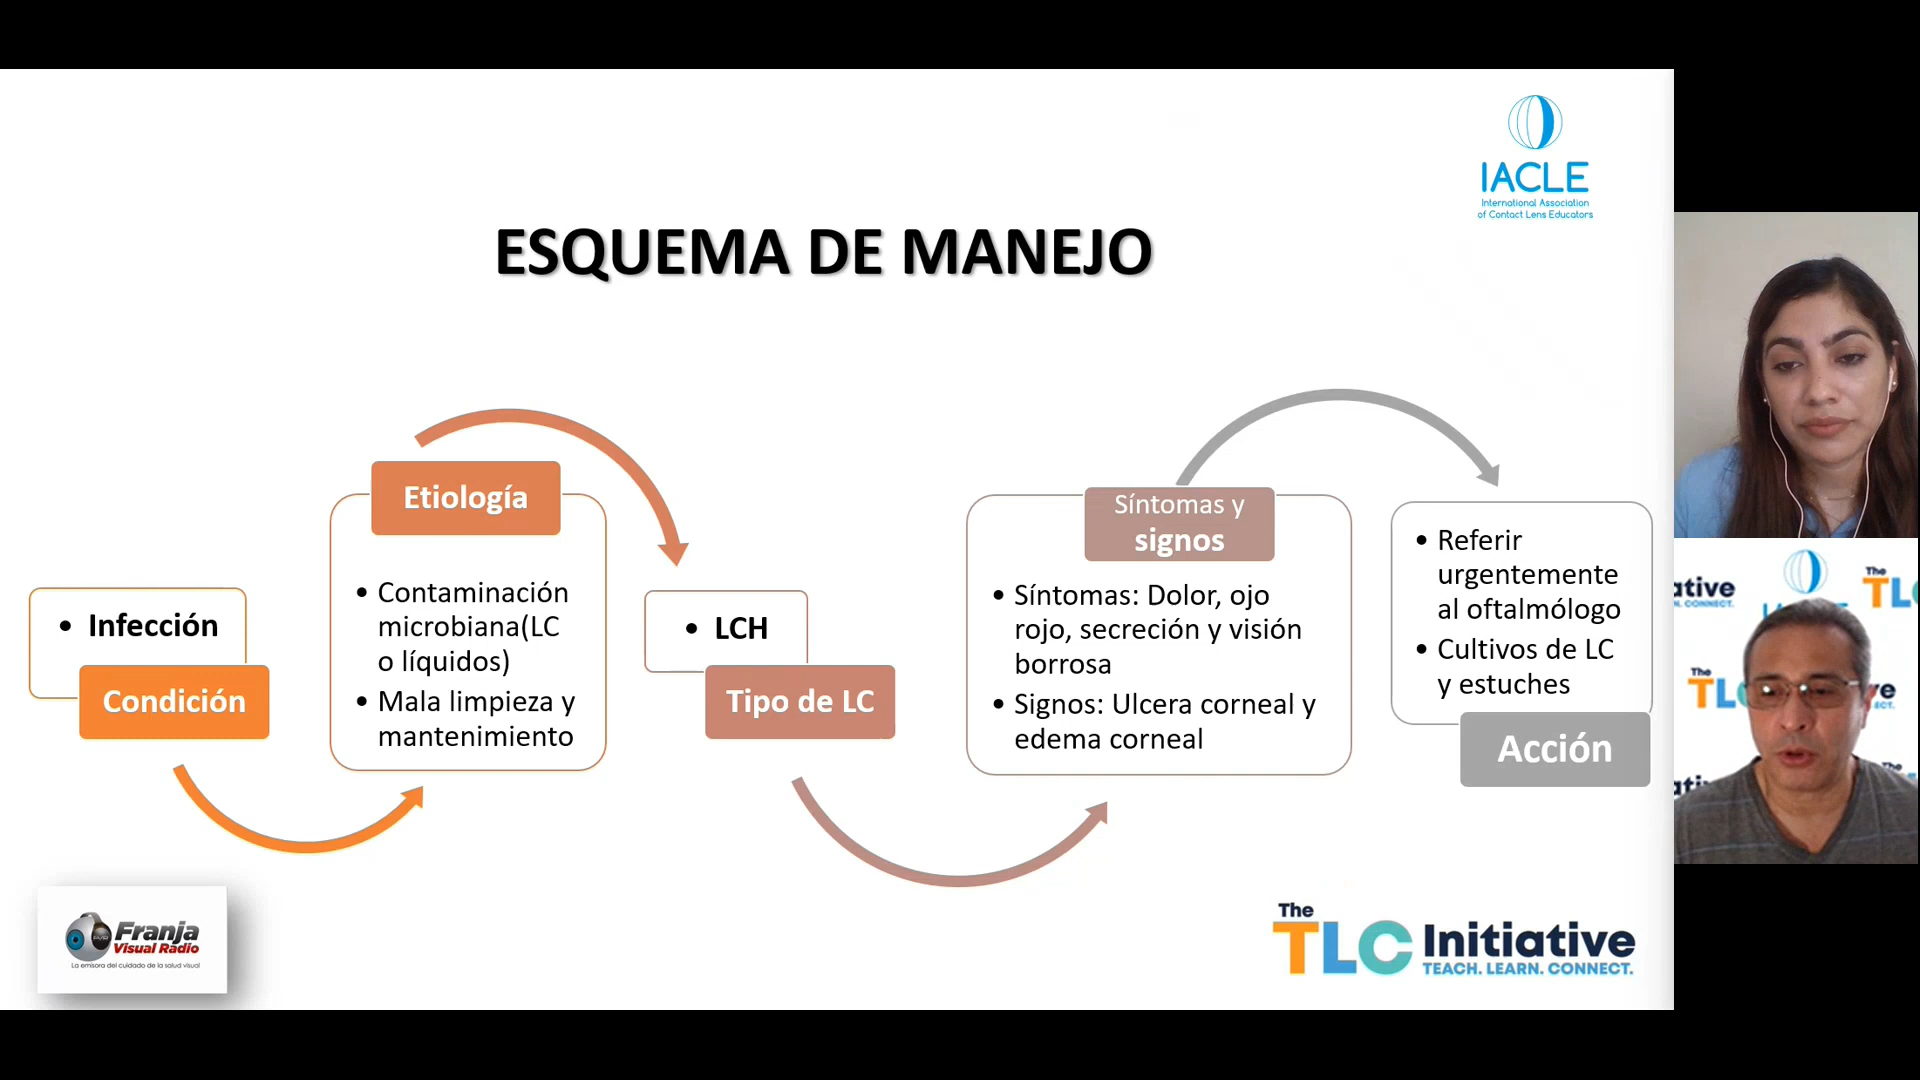 IACLE
International Association
of Contact Lens Educators
ESQUEMA DE MANEJO
• Infección
Condición
Etiología
• Contaminación
microbiana(LC
o líquidos)
• Mala limpieza y
mantenimiento
• LCH
Tipo de LC
Síntomas y
signos
• Síntomas: Dolor, ojo
rojo, secreción y visión
borrosa
• Signos: Ulcera corneal y
edema corneal
• Referir
urgentemente
al oftalmólogo
• Cultivos de LC
y estuches
Acción
Franja
Visual Radio
La emisora del cuidado de la salud visual
The
TLC Initiative
TEACH. LEARN. CONNECT.
The
TL